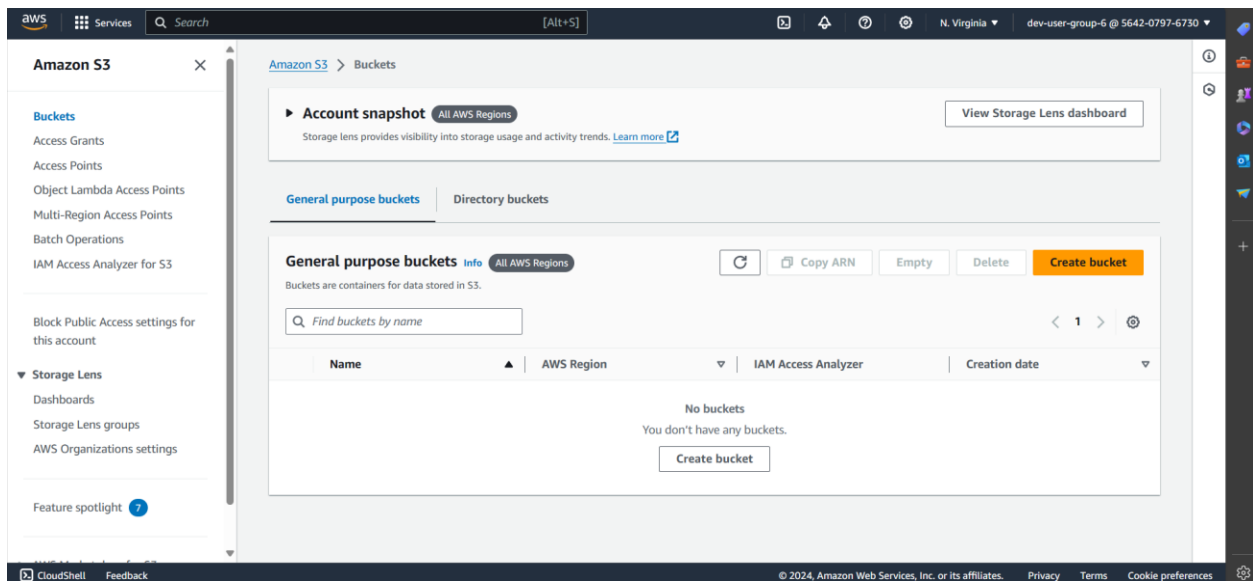 aws Services Search [Alt+S] N. Virginia ▼ dev-user-group-6 @ 5642-0797-6730 ▼
Amazon S3
Buckets
Access Grants
Access Points
Object Lambda Access Points
Multi-Region Access Points
Batch Operations
IAM Access Analyzer for S3
Block Public Access settings for
this account
▼ Storage Lens
Dashboards
Storage Lens groups
AWS Organizations settings
Feature spotlight 7
Amazon S3 > Buckets
▶ Account snapshot All AWS Regions
View Storage Lens dashboard
Storage lens provides visibility into storage usage and activity trends. Learn more
General purpose buckets Directory buckets
General purpose buckets Info All AWS Regions
Copy ARN Empty Delete Create bucket
Buckets are containers for data stored in S3.
Find buckets by name
< 1 >
Name AWS Region IAM Access Analyzer Creation date
No buckets
You don't have any buckets.
Create bucket
CloudShell Feedback © 2024, Amazon Web Services, Inc. or its affiliates. Privacy Terms Cookie preferences